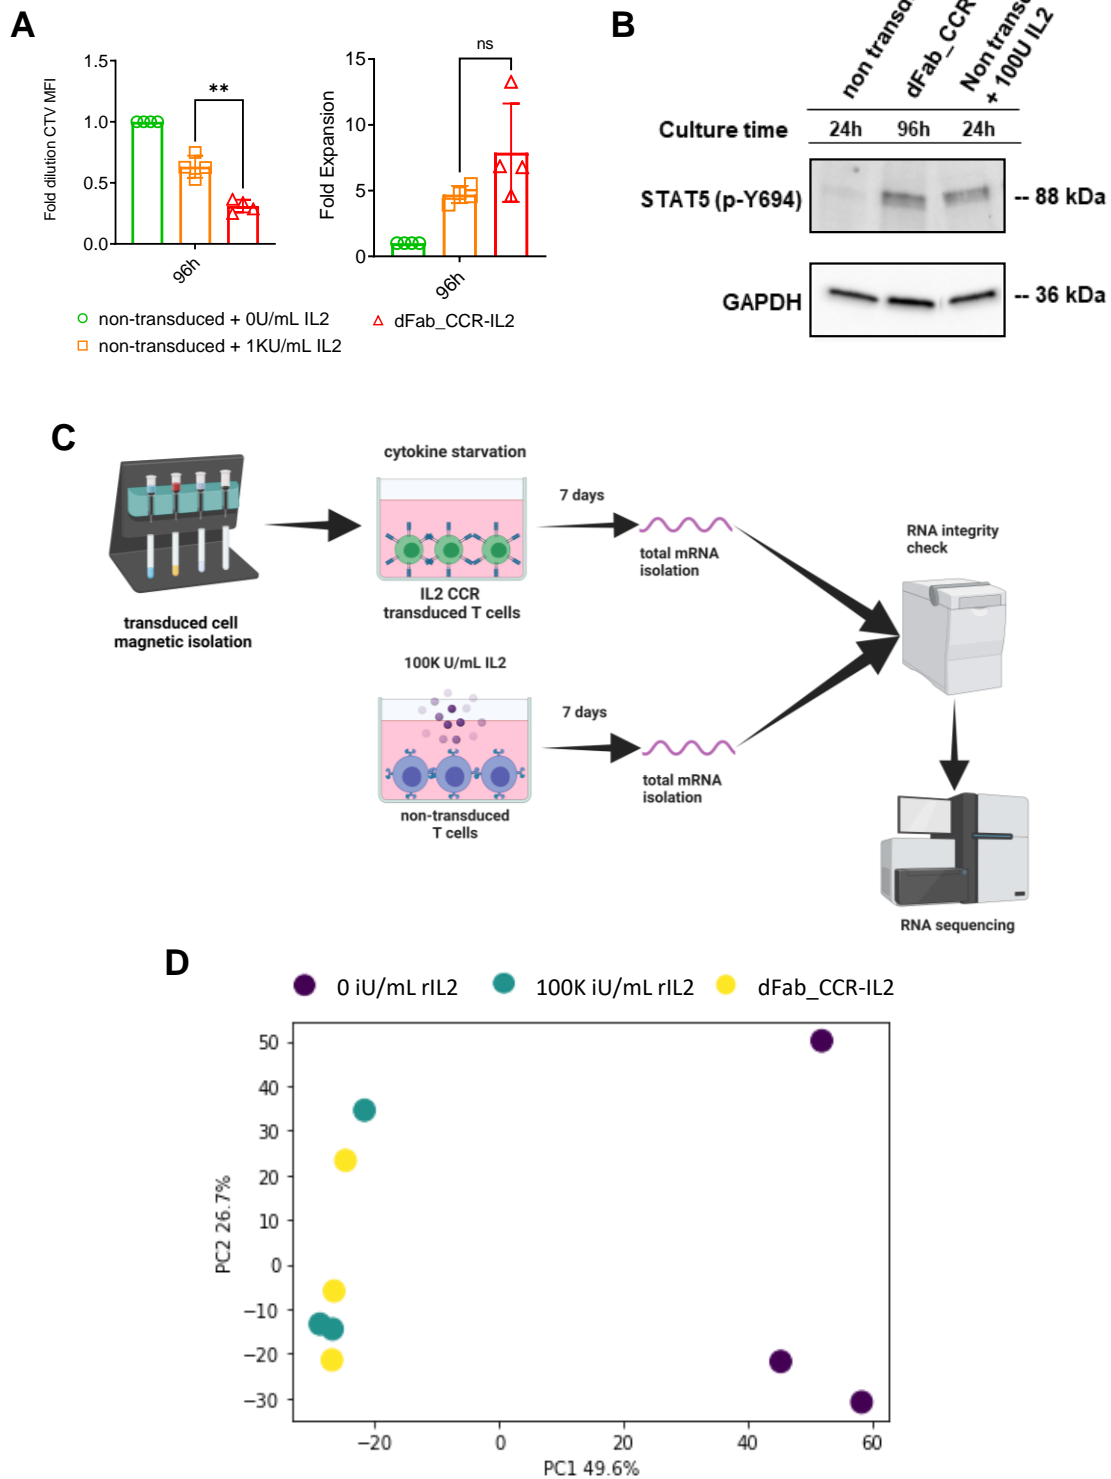 A
Fold dilution CTV MFI
1.5
1.0
0.5
0.0
**
96h
Fold Expansion
15
10
5
0
ns
96h
non-transduced + 0U/mL IL2
non-transduced + 1KU/mL IL2
dFab_CCR-IL2
B
non
dFab_CCR
Non
+ 100U IL2
Culture time 24h 96h 24h
STAT5 (p-Y694) -- 88 kDa
GAPDH -- 36 kDa
C
transduced cell
magnetic isolation
cytokine starvation
IL2 CCR
transduced T cells
7 days
total mRNA
isolation
100K U/mL IL2
non-transduced
T cells
7 days
total mRNA
isolation
RNA integrity
check
RNA sequencing
D
0 iU/mL rIL2 100K iU/mL rIL2 dFab_CCR-IL2
PC2 26.7%
50
40
30
20
10
0
−10
−20
−30
−20 0 20 40 60
PC1 49.6%